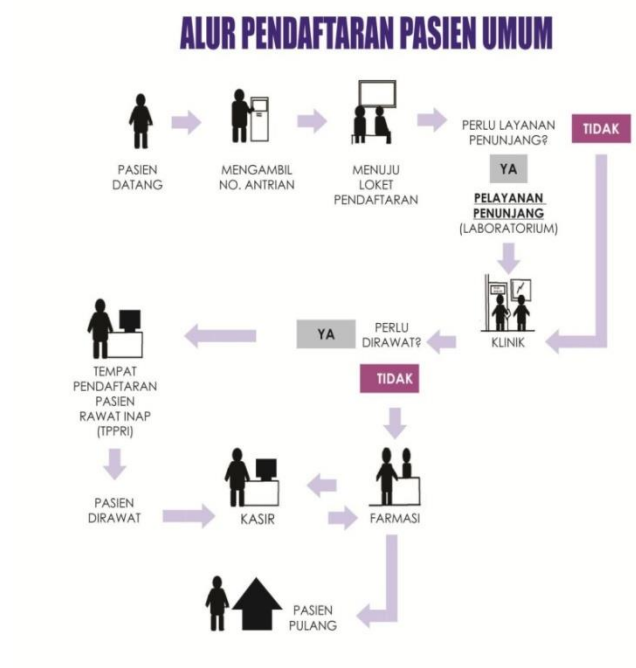 ALUR PENDAFTARAN PASIEN UMUM
PASIEN
DATANG
MENGAMBIL
NO. ANTRIAN
MENUJU
LOKET
PENDAFTARAN
PERLU LAYANAN
PENUNJANG?
TIDAK
YA
PELAYANAN
PENUNJANG
(LABORATORIUM)
KLINIK
PERLU
DIRAWAT?
YA
TIDAK
TEMPAT
PENDAFTARAN
PASIEN
RAWAT INAP
(TPPRI)
PASIEN
DIRAWAT
KASIR
FARMASI
PASIEN
PULANG